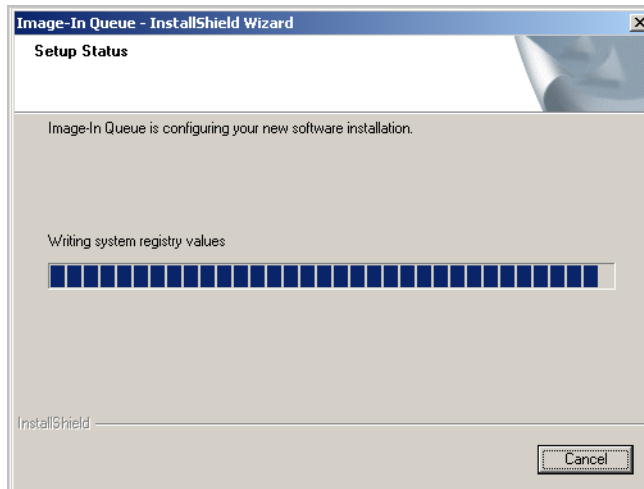 Image-In Queue - InstallShield Wizard
Setup Status
Image-In Queue is configuring your new software installation.
Writing system registry values
InstallShield
Cancel